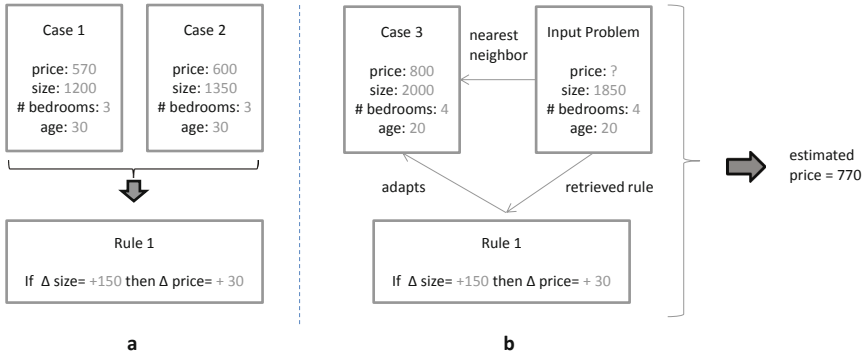 Case 1
price: 570
size: 1200
# bedrooms: 3
age: 30
Case 2
price: 600
size: 1350
# bedrooms: 3
age: 30
Rule 1
If Δ size= +150 then Δ price= + 30
a
Case 3
price: 800
size: 2000
# bedrooms: 4
age: 20
nearest
neighbor
Input Problem
price: ?
size: 1850
# bedrooms: 4
age: 20
adapts
retrieved rule
Rule 1
If Δ size= +150 then Δ price= + 30
estimated
price = 770
b